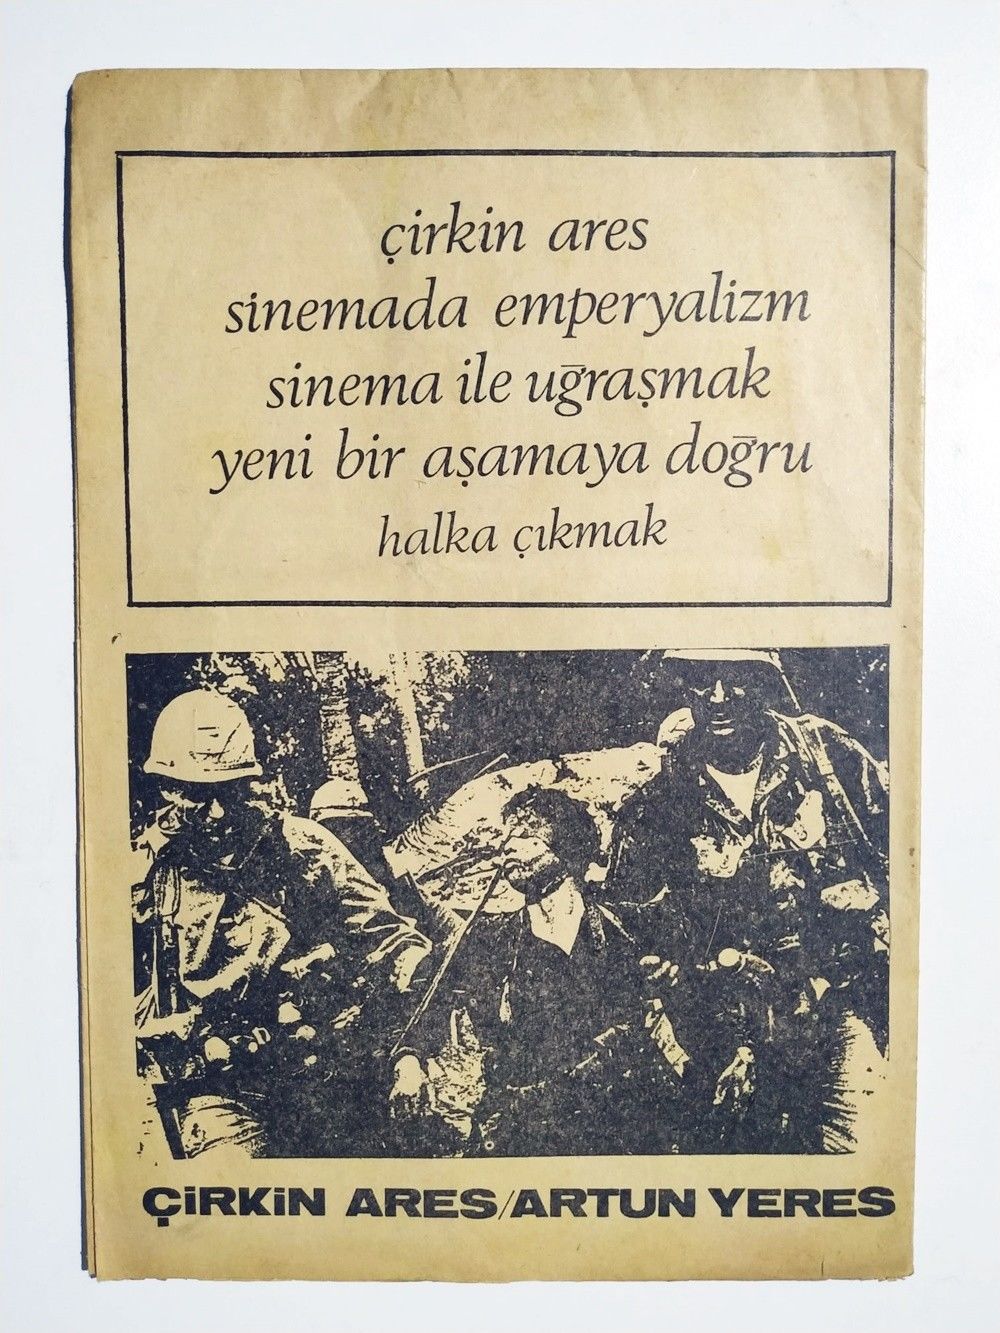 çirkin ares
sinemada emperyalizm
sinema ile uğraşmak
yeni bir aşamaya doğru
halka çıkmak
ÇİRKİN ARES/ARTUN YERES